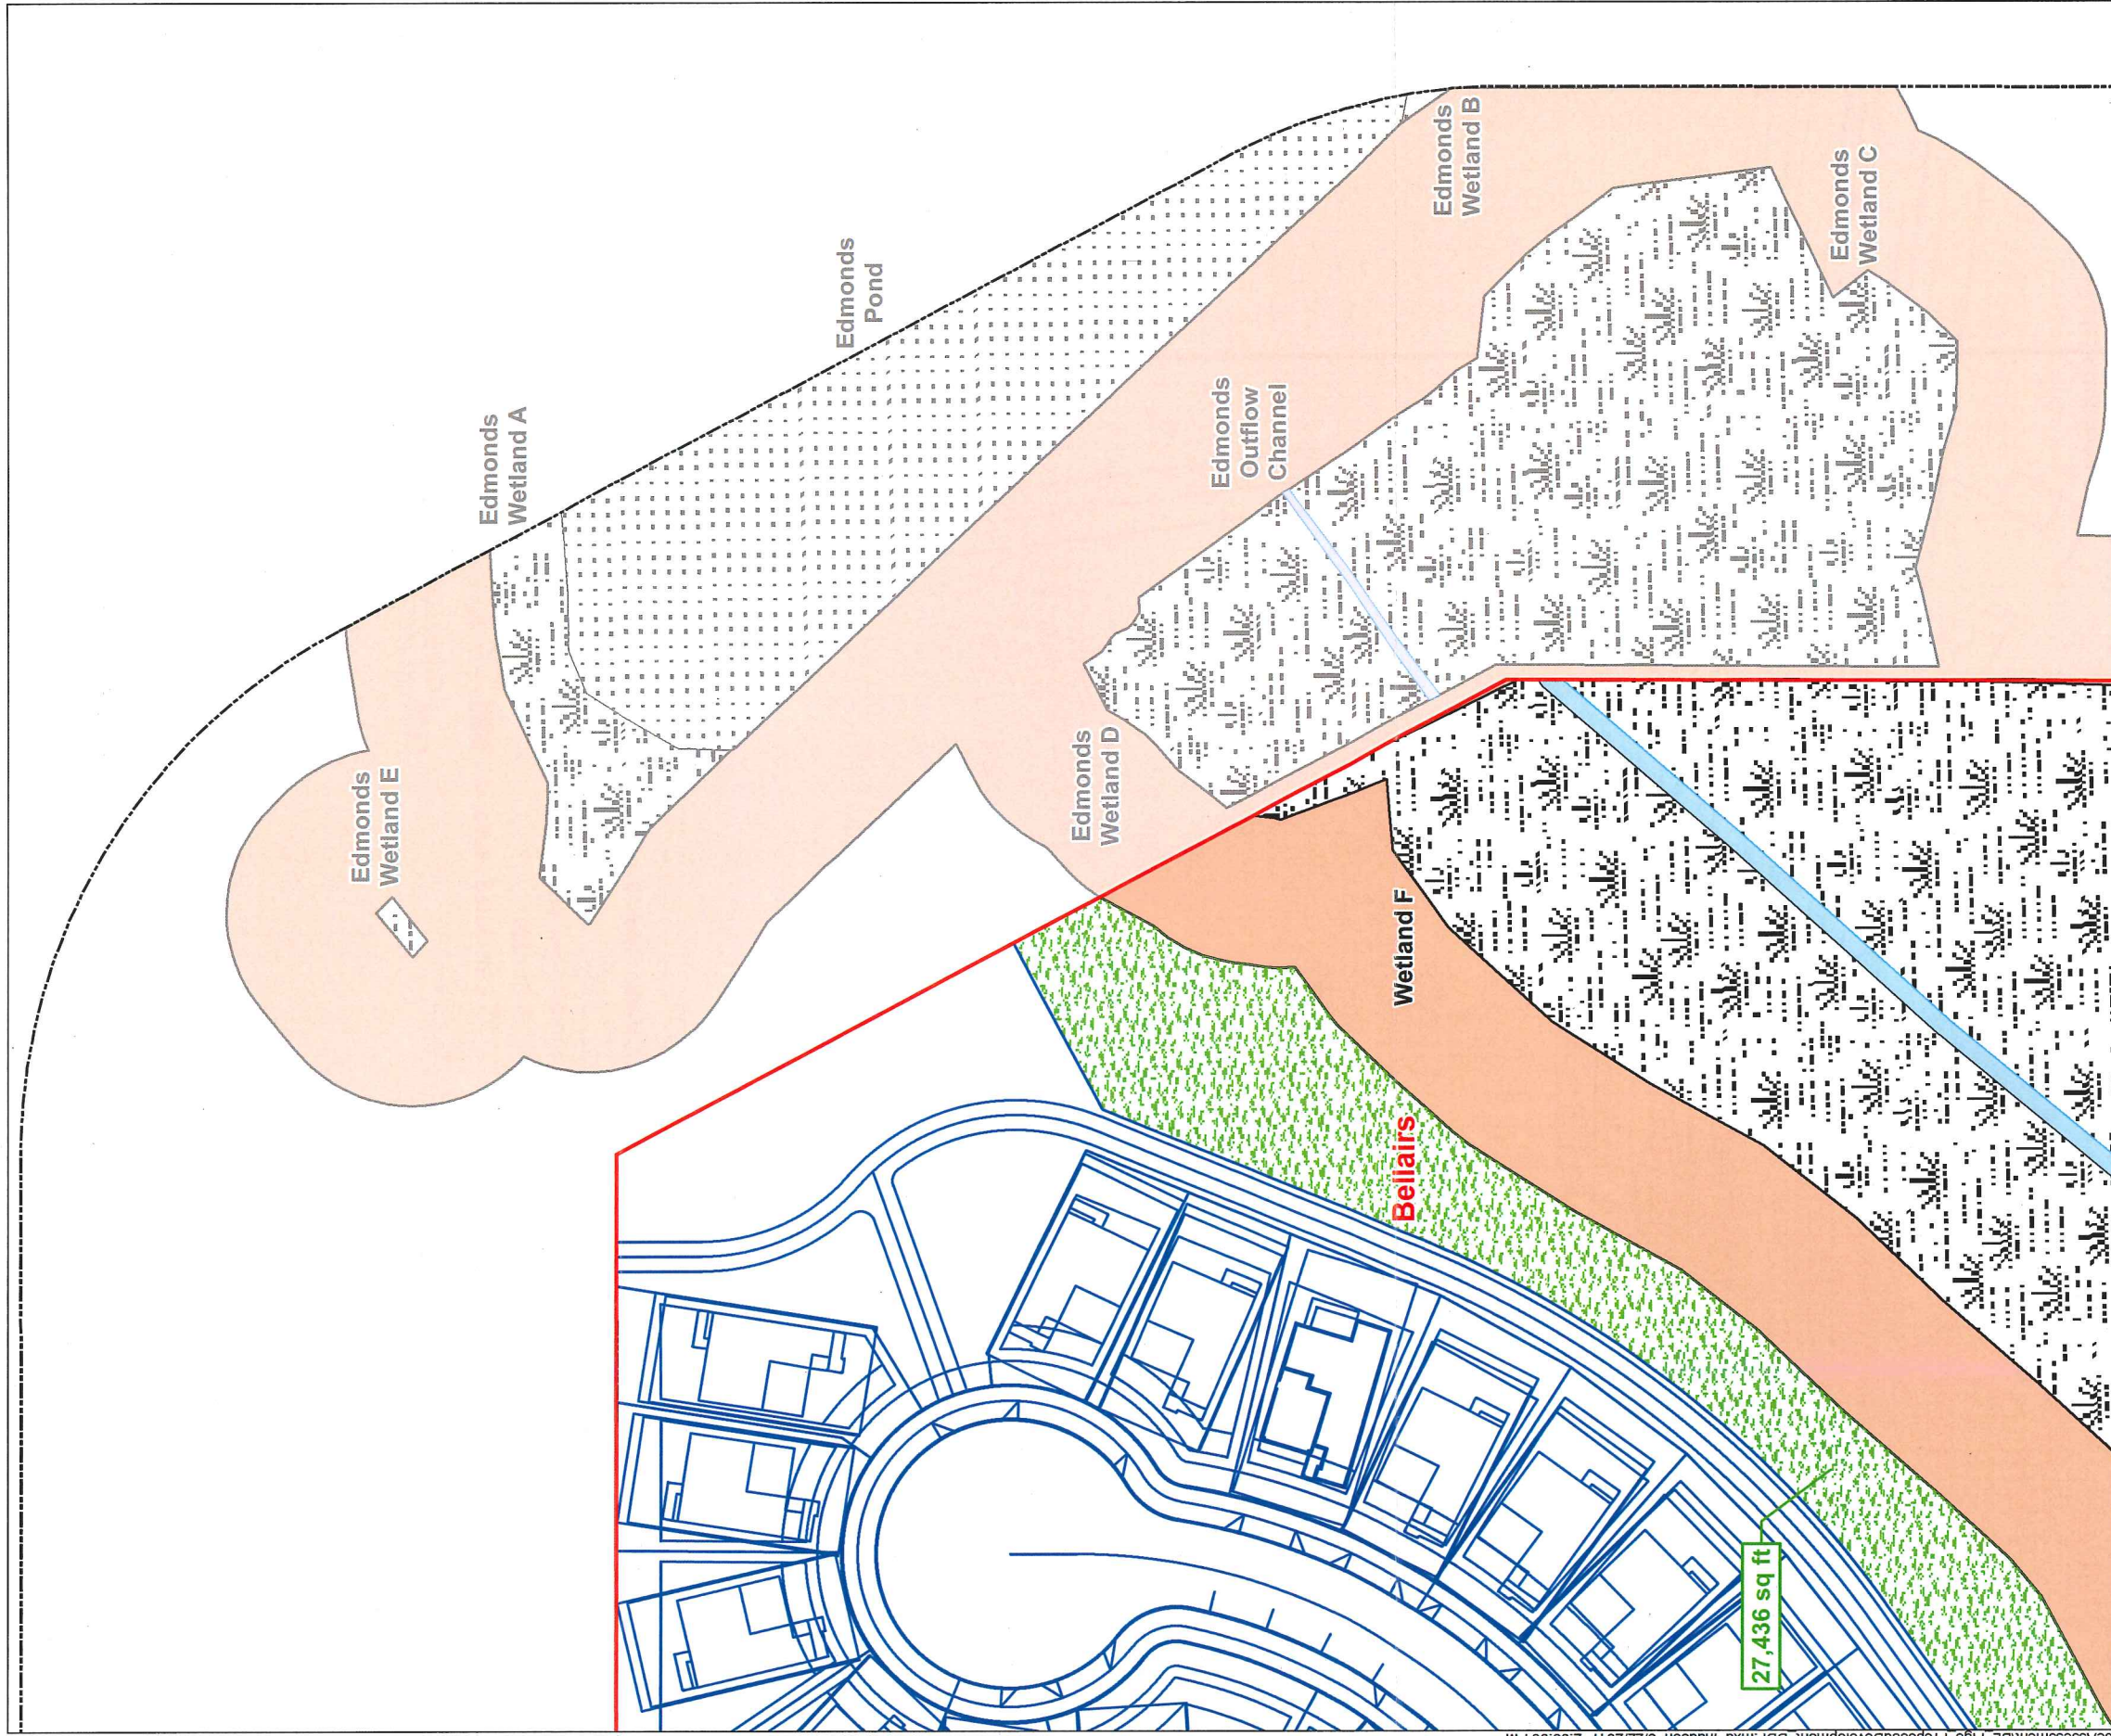 Edmonds
Wetland E
Edmonds
Wetland A
Edmonds
Pond
Edmonds
Wetland D
Edmonds
Outflow
Channel
Edmonds
Wetland B
Edmonds
Wetland C
Wetland F
Bellairs
27,436 sq ft